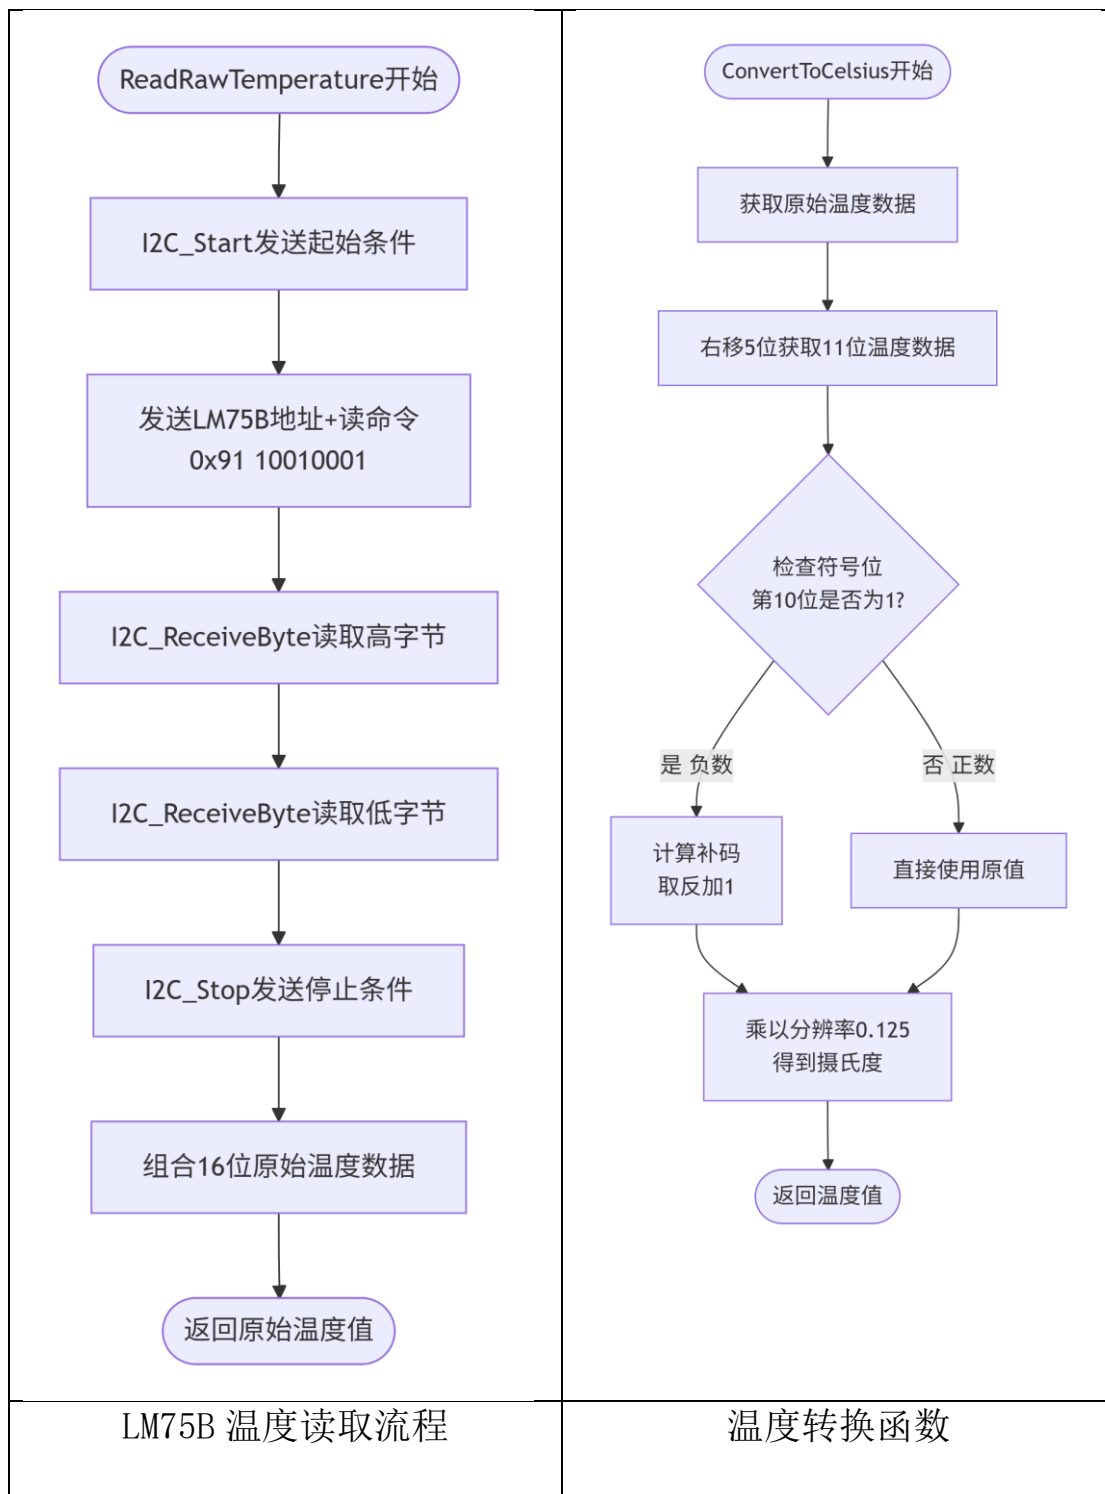 ReadRawTemperature开始
I2C_Start发送起始条件
发送LM75B地址+读命令
0x91 10010001
I2C_ReceiveByte读取高字节
I2C_ReceiveByte读取低字节
I2C_Stop发送停止条件
组合16位原始温度数据
返回原始温度值
LM75B 温度读取流程
ConvertToCelsius开始
获取原始温度数据
右移5位获取11位温度数据
检查符号位
第10位是否为1?
是 负数
否 正数
计算补码
取反加1
直接使用原值
乘以分辨率0.125
得到摄氏度
返回温度值
温度转换函数